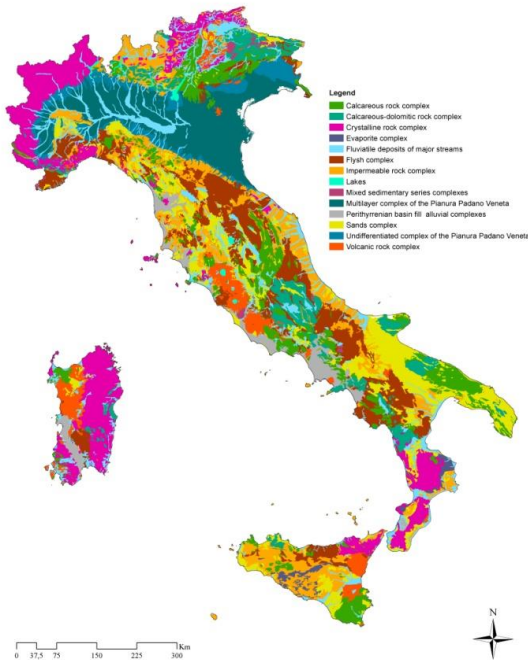 Legend
Calcareous rock complex
Calcareous-dolomitic rock complex
Crystalline rock complex
Evaporite complex
Fluviatile deposits of major streams
Flysh complex
Impermeable rock complex
Lakes
Mixed sedimentary series complexes
Multilayer complex of the Pianura Padano Veneta
Perithyrrenian basin fill alluvial complexes
Sands complex
Undifferentiated complex of the Pianura Padano Veneta
Volcanic rock complex
N
Km
0 37,5 75 150 225 300